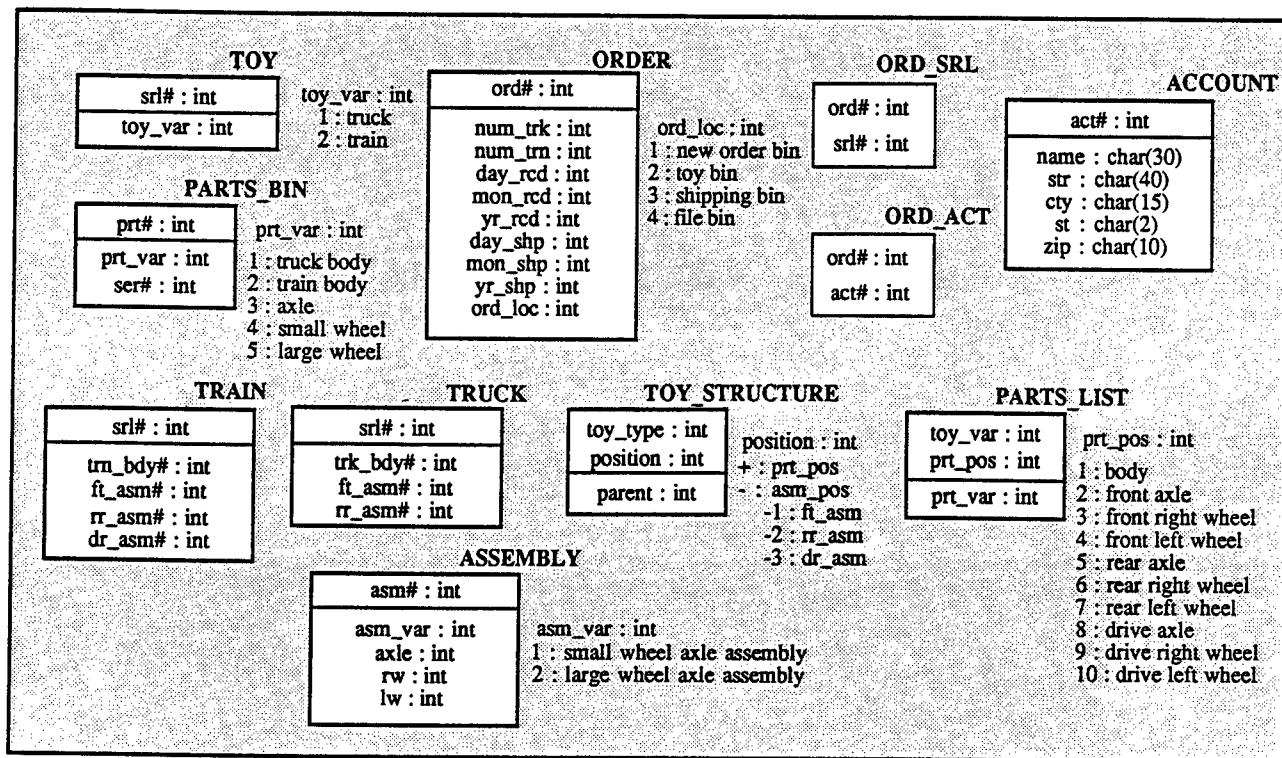 TOY
srl# : int
toy_var : int
toy_var : int
1 : truck
2 : train
ORDER
ord# : int
num_trk : int
num_trn : int
day_rcd : int
mon_rcd : int
yr_rcd : int
day_shp : int
mon_shp : int
yr_shp : int
ord_loc : int
ord_loc : int
1 : new order bin
2 : toy bin
3 : shipping bin
4 : file bin
ORD_SRL
ord# : int
srl# : int
ACCOUNT
act# : int
name : char(30)
str : char(40)
cty : char(15)
st : char(2)
zip : char(10)
PARTS_BIN
prt# : int
prt_var : int
ser# : int
prt_var : int
1 : truck body
2 : train body
3 : axle
4 : small wheel
5 : large wheel
ORD_ACT
ord# : int
act# : int
TRAIN
srl# : int
trn_bdy# : int
ft_asm# : int
rr_asm# : int
dr_asm# : int
TRUCK
srl# : int
trk_bdy# : int
ft_asm# : int
rr_asm# : int
TOY_STRUCTURE
toy_type : int
position : int
parent : int
position : int
+ : prt_pos
- : asm_pos
-1 : ft_asm
-2 : rr_asm
-3 : dr_asm
PARTS_LIST
toy_var : int
prt_pos : int
prt_var : int
prt_pos : int
1 : body
2 : front axle
3 : front right wheel
4 : front left wheel
5 : rear axle
6 : rear right wheel
7 : rear left wheel
8 : drive axle
9 : drive right wheel
10 : drive left wheel
ASSEMBLY
asm# : int
asm_var : int
axle : int
rw : int
lw : int
asm_var : int
1 : small wheel axle assembly
2 : large wheel axle assembly